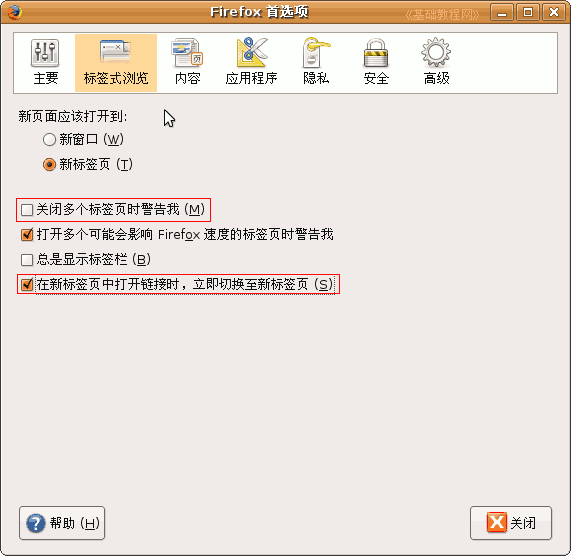 Firefox 首选项
《基础教程网》
主要 标签式浏览 内容 应用程序 隐私 安全 高级
新页面应该打开到:
新窗口 (W)
新标签页 (T)
关闭多个标签页时警告我 (M)
打开多个可能会影响 Firefox 速度的标签页时警告我
总是显示标签栏 (B)
在新标签页中打开链接时，立即切换至新标签页 (S)
帮助 (H) 关闭